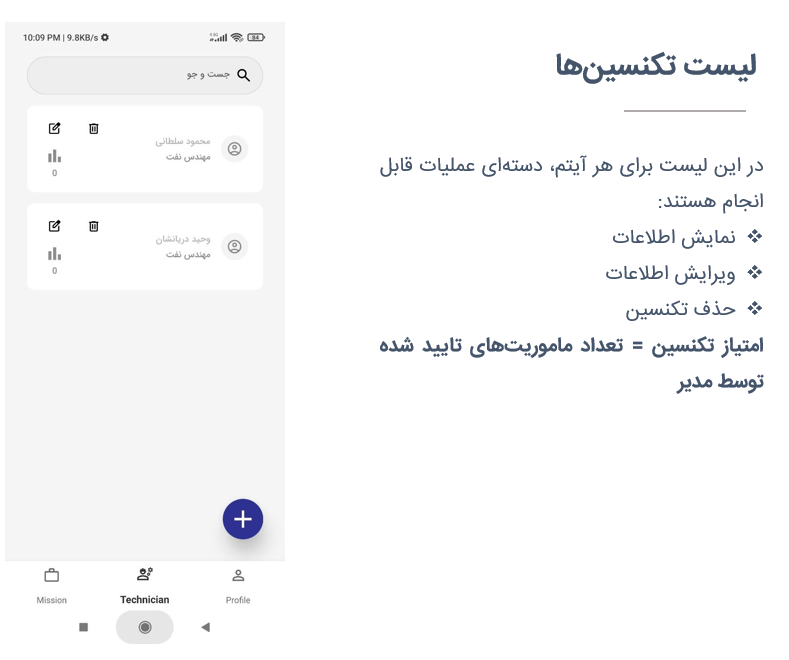 10:09 PM | 9.8KB/s
84
جست و جو
محمود سلطانی
مهندس نفت
0
وحید دریانشان
مهندس نفت
0
Mission
Technician
Profile
لیست تکنسین‌ها
در این لیست برای هر آیتم، دسته‌ای عملیات قابل
انجام هستند:
❖ نمایش اطلاعات
❖ ویرایش اطلاعات
❖ حذف تکنسین
امتیاز تکنسین = تعداد ماموریت‌های تایید شده
توسط مدیر